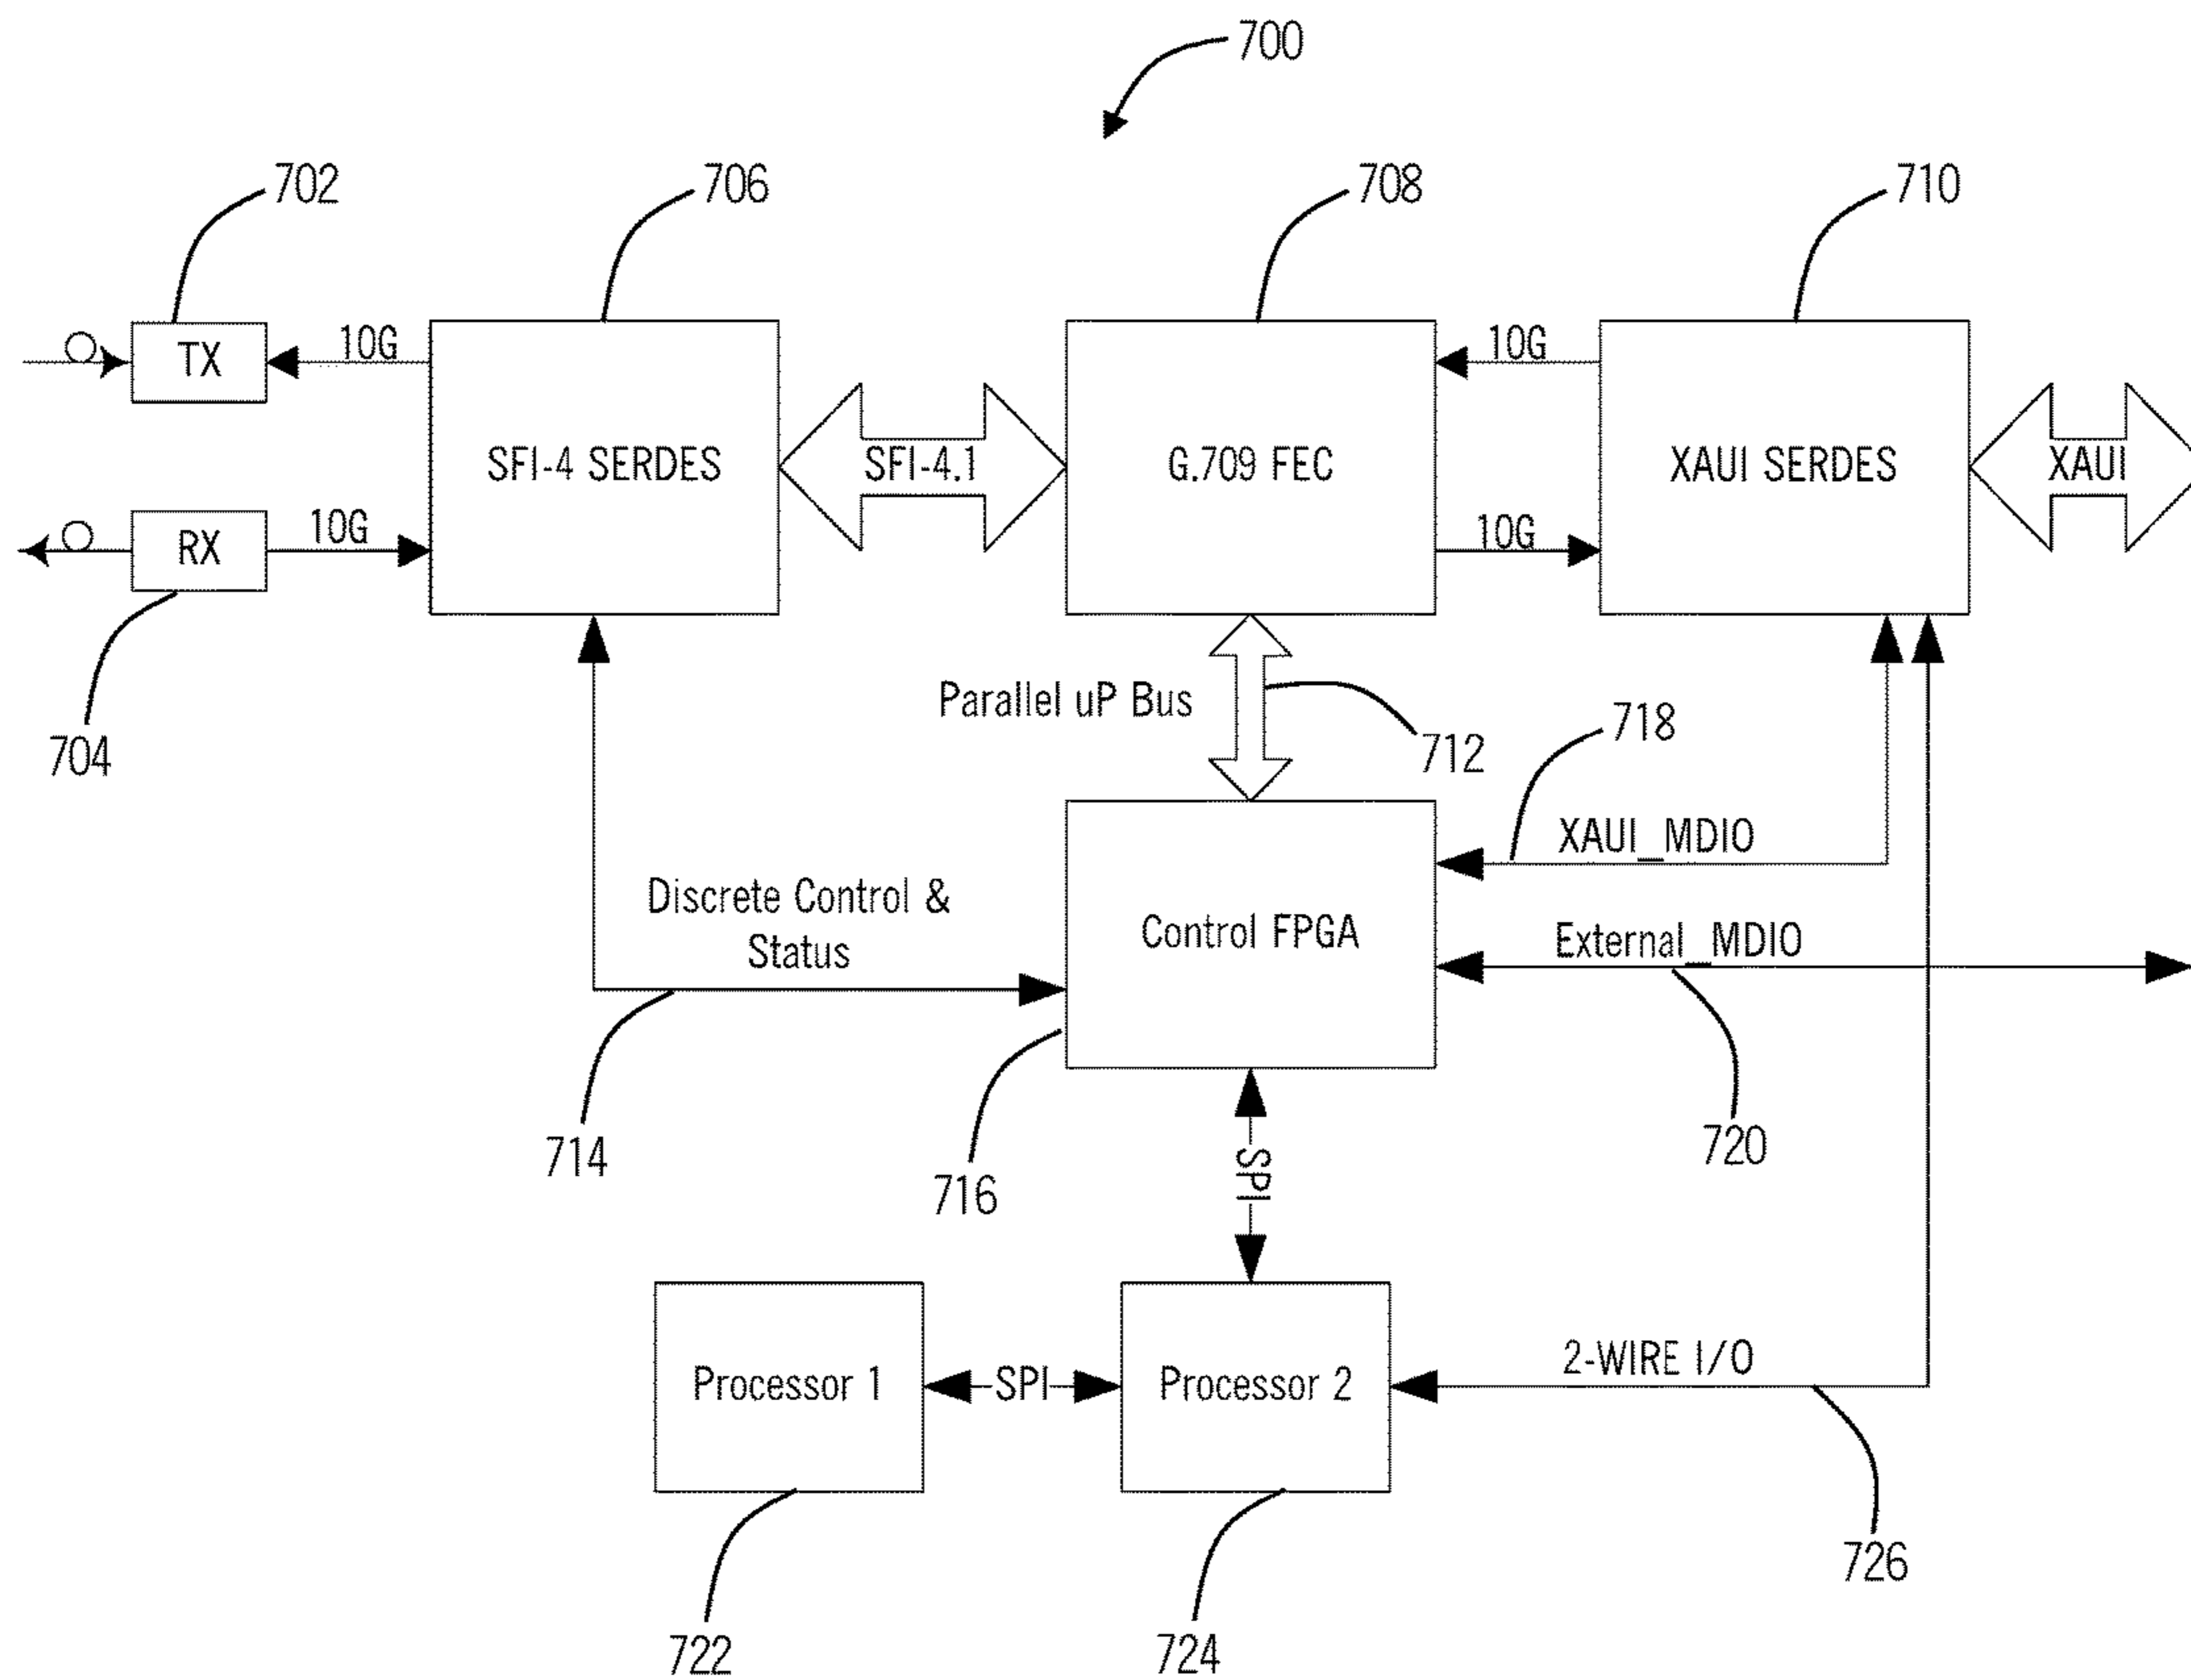 700
702
706
708
710
TX
10G
10G
SFI-4 SERDES
SFI-4.1
G.709 FEC
XAUI SERDES
XAUI
RX
10G
10G
704
Parallel uP Bus
712
718
XAUI_MDIO
Discrete Control &
Status
Control FPGA
External_MDIO
714
716
SPI
720
Processor 1
SPI
Processor 2
2-WIRE I/O
726
722
724